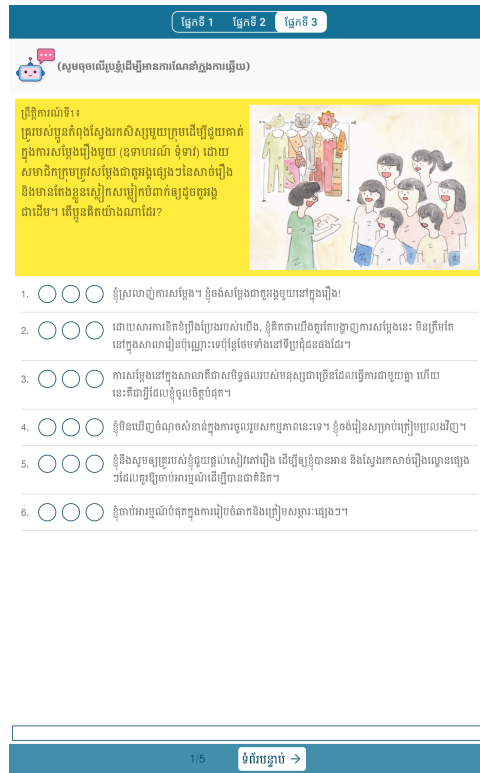 ផ្នែកទី 1 ផ្នែកទី 2 ផ្នែកទី 3
(សូមចុចលើរូបខ្ញុំដើម្បីអានការណែនាំក្នុងការឆ្លើយ)
ព្រឹត្តិការណ៍ទី១៖
គ្រូរបស់ប្អូនកំពុងស្វែងរកសិស្សមួយក្រុមដើម្បីជួយគាត់
ក្នុងការសម្តែងរឿងមួយ (ឧទាហរណ៍ ទុំទាវ) ដោយ
សមាជិកក្រុមត្រូវសម្តែងជាតួអង្គផ្សេងៗនៃសាច់រឿង
និងមានតែងខ្លួនស្លៀកសម្លៀកបំពាក់ឲ្យដូចតួអង្គ
ជាដើម។ តើប្អូនគិតយ៉ាងណាដែរ?
1. ខ្ញុំស្រលាញ់ការសម្តែង។ ខ្ញុំចង់សម្តែងជាតួអង្គមួយនៅក្នុងរឿង!
2. ដោយសារការខិតខំប្រឹងប្រែងរបស់យើង, ខ្ញុំគិតថាយើងគួរតែបង្ហាញការសម្តែងនេះ មិនត្រឹមតែ
នៅក្នុងសាលារៀនប៉ុណ្ណោះទេប៉ុន្តែថែមទាំងនៅទីប្រជុំជនផងដែរ។
3. ការសម្តែងនៅក្នុងសាលាគឺជាសមិទ្ធផលរបស់មនុស្សជាច្រើនដែលធ្វើការជាមួយគ្នា ហើយ
នេះគឺជាអ្វីដែលខ្ញុំចូលចិត្តបំផុត។
4. ខ្ញុំមិនឃើញចំណុចសំខាន់ក្នុងការចូលរួមសកម្មភាពនេះទេ។ ខ្ញុំចង់រៀនសម្រាប់ត្រៀមប្រលងវិញ។
5. ខ្ញុំនឹងសូមឲ្យគ្រូរបស់ខ្ញុំជួយផ្តល់សៀវភៅរឿង ដើម្បីឲ្យខ្ញុំបានអាន និងស្វែងរកសាច់រឿងល្ខោនផ្សេង
ៗដែលគួរឱ្យចាប់អារម្មណ៍ដើម្បីបានជាគំនិត។
6. ខ្ញុំចាប់អារម្មណ៍បំផុតក្នុងការរៀបចំឆាកនិងត្រៀមសម្ភារៈផ្សេងៗ។
1/5 ទំព័របន្ទាប់ →